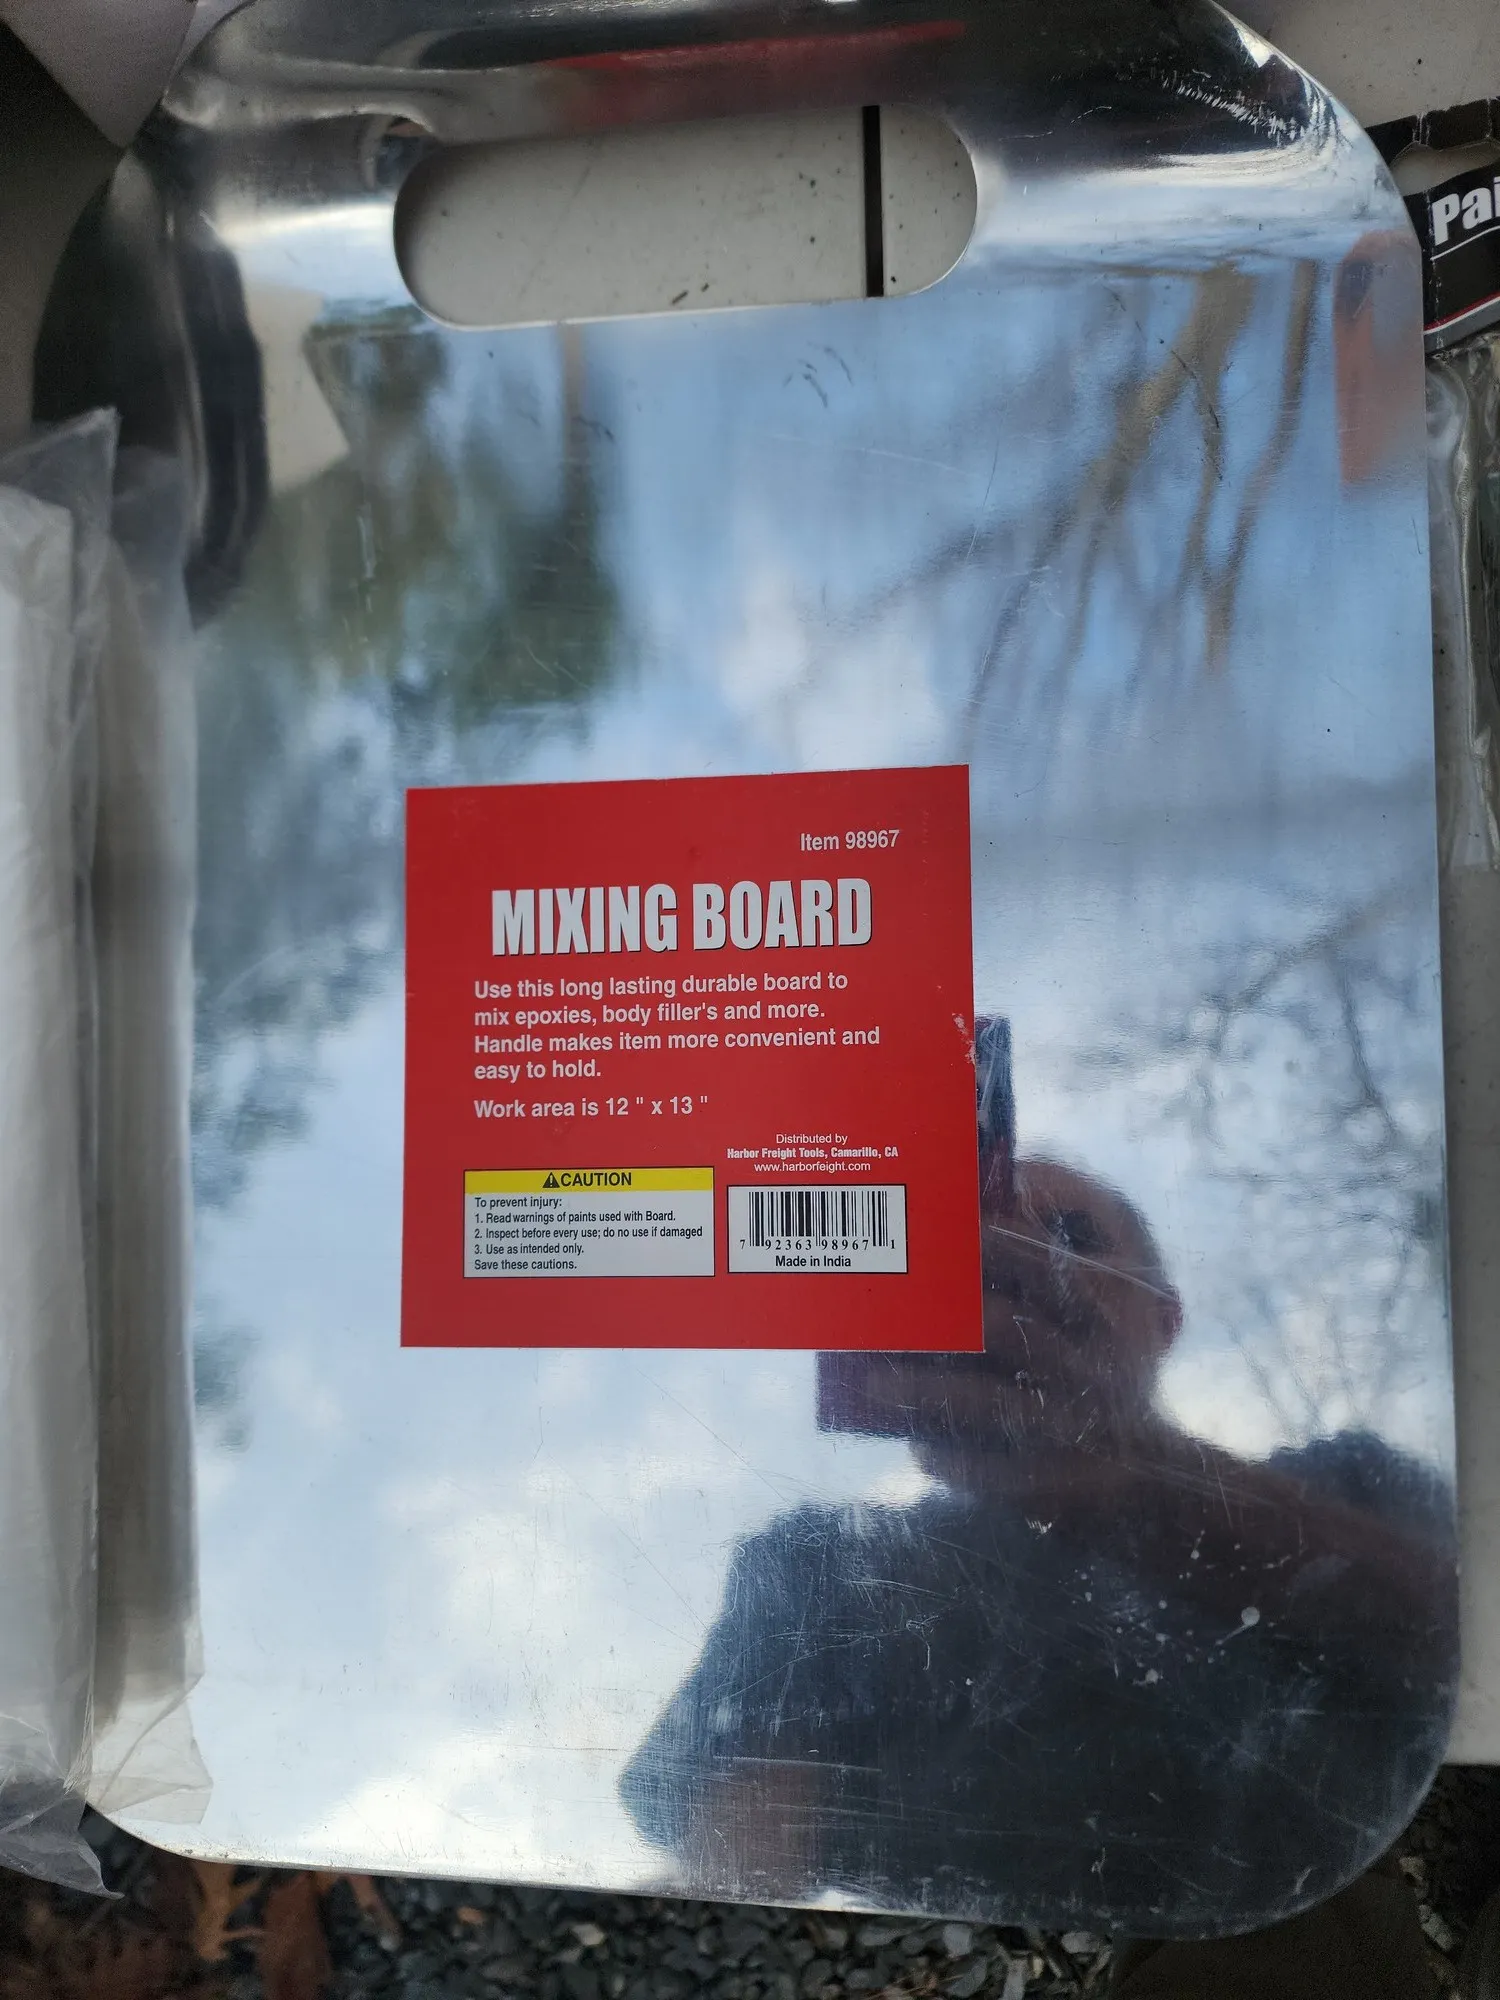 Pai
Item 98967
MIXING BOARD
Use this long lasting durable board to
mix epoxies, body filler's and more.
Handle makes item more convenient and
easy to hold.
Work area is 12 " x 13 "
Distributed by
Harbor Freight Tools, Camarillo, CA
www.harborfeight.com
⚠CAUTION
To prevent injury:
1. Read warnings of paints used with Board.
2. Inspect before every use; do no use if damaged
3. Use as intended only.
Save these cautions.
7 92363 98967 1
Made in India